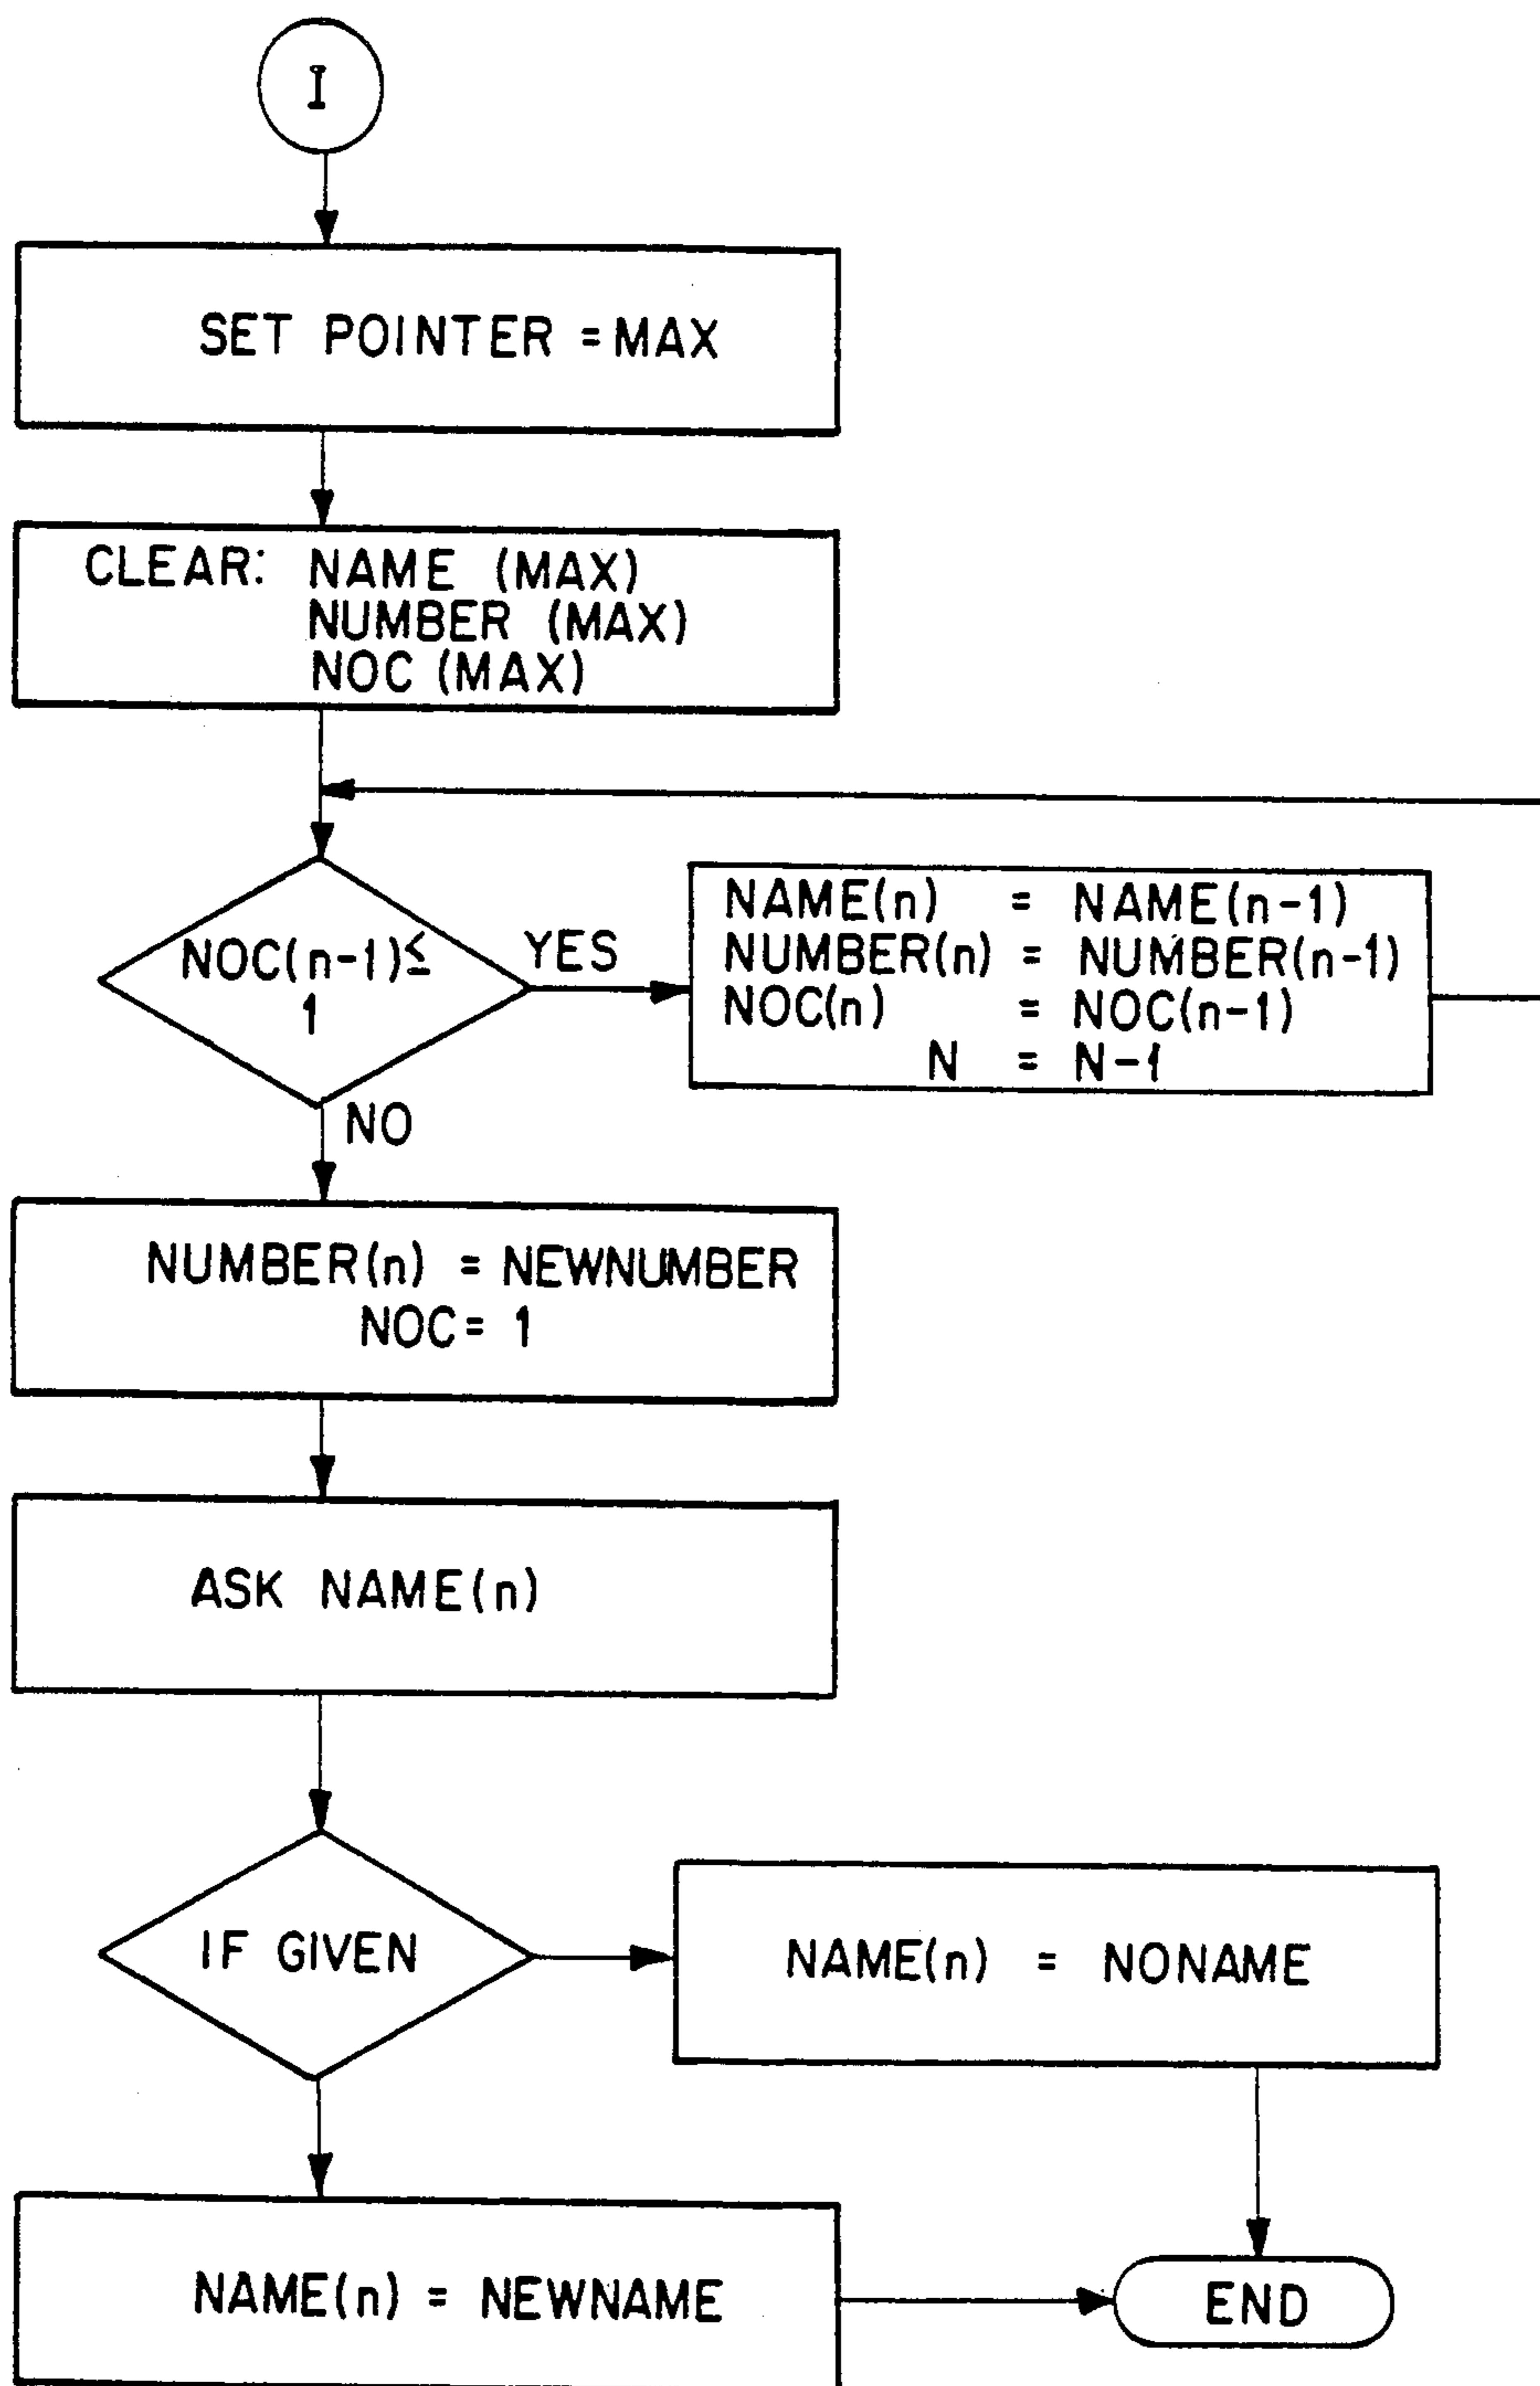 I
SET POINTER = MAX
CLEAR: NAME (MAX)
NUMBER (MAX)
NOC (MAX)
NOC(n-1)≤
1
YES
NAME(n) = NAME(n-1)
NUMBER(n) = NUMBER(n-1)
NOC(n) = NOC(n-1)
N = N-1
NO
NUMBER(n) = NEWNUMBER
NOC = 1
ASK NAME(n)
IF GIVEN
NAME(n) = NONAME
NAME(n) = NEWNAME
END